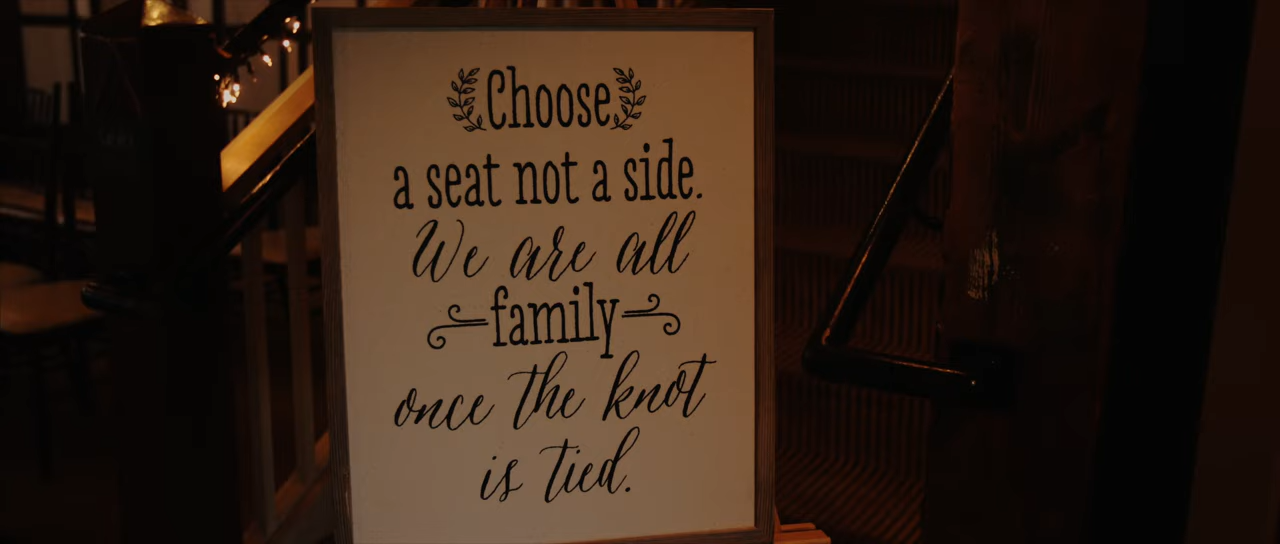 Choose
a seat not a side.
We are all
family
once the knot
is tied.